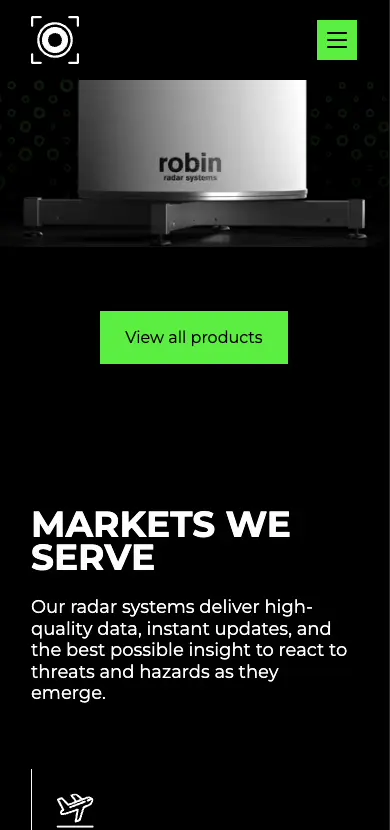 robin
radar systems
View all products
MARKETS WE
SERVE
Our radar systems deliver high-
quality data, instant updates, and
the best possible insight to react to
threats and hazards as they
emerge.